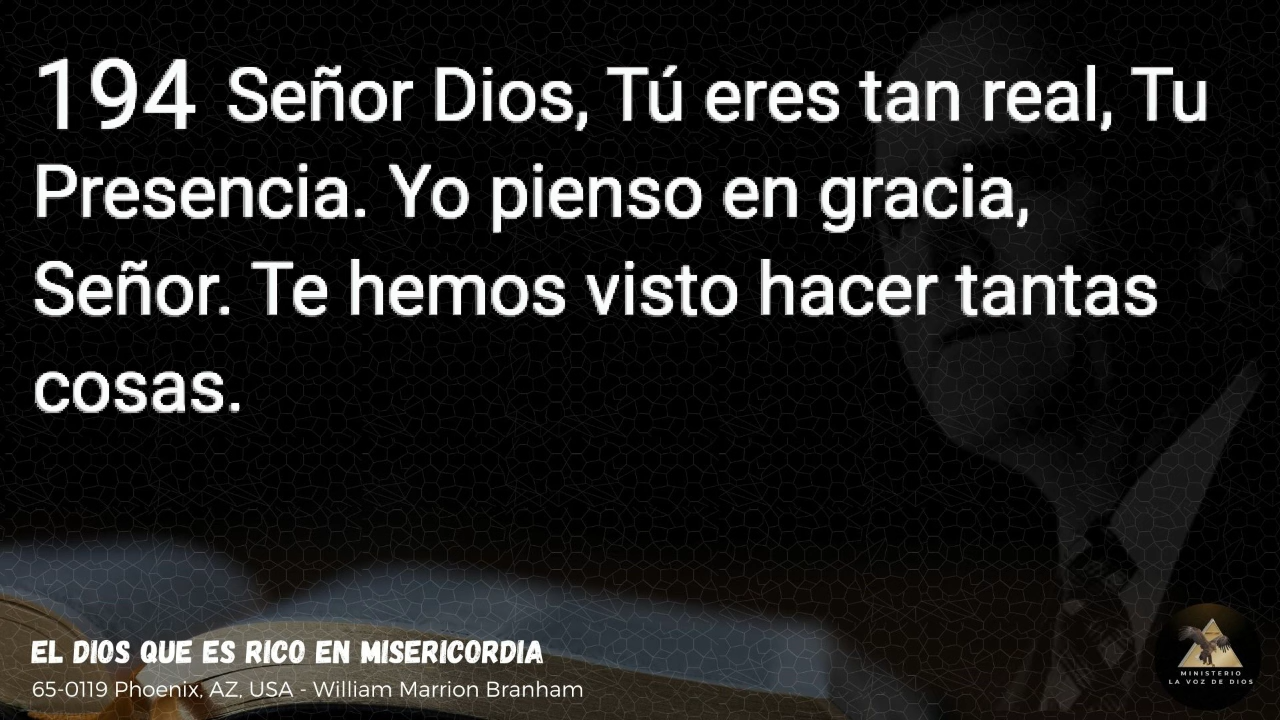 194 Señor Dios, Tú eres tan real, Tu
Presencia. Yo pienso en gracia,
Señor. Te hemos visto hacer tantas
cosas.
EL DIOS QUE ES RICO EN MISERICORDIA
65-0119 Phoenix, AZ, USA - William Marrion Branham
MINISTERIO
LA VOZ DE DIOS